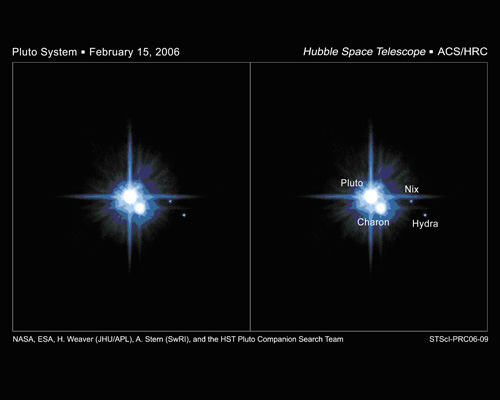 Pluto System ▪ February 15, 2006
Hubble Space Telescope ▪ ACS/HRC
Pluto
Nix
Charon
Hydra
NASA, ESA, H. Weaver (JHU/APL), A. Stern (SwRI), and the HST Pluto Companion Search Team
STScI-PRC06-09